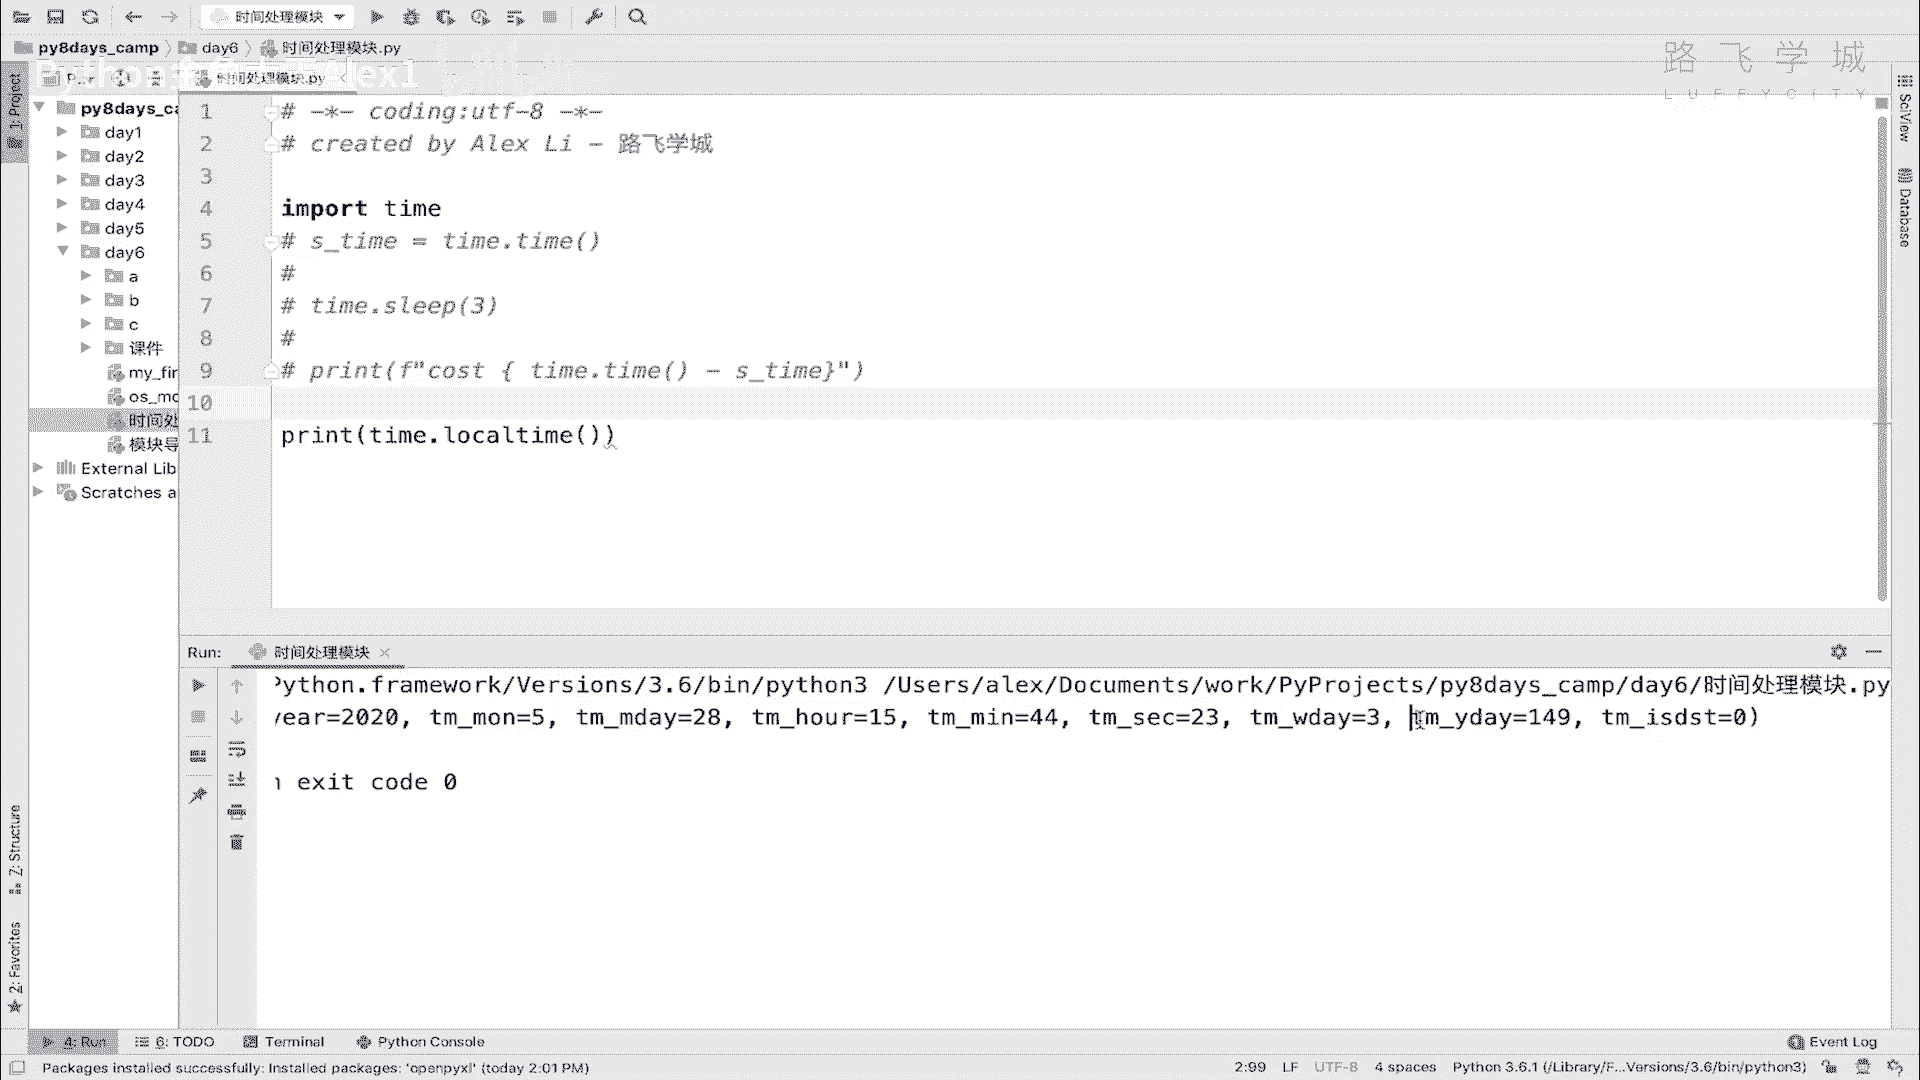 时间处理模块
py8days_camp
day6
时间处理模块.py
路飞学城
LUFFYCITY
Alex1
时间处理模块.py
1: Project
SciView
Database
py8days_ca
day1
day2
day3
day4
day5
day6
a
b
c
课件
my_fir
os_mo
时间处
模块导
External Lib
Scratches a
1 # -*- coding:utf-8 -*-
2 # created by Alex Li - 路飞学城
3
4 import time
5 # s_time = time.time()
6 #
7 # time.sleep(3)
8 #
9 # print(f"cost { time.time() - s_time}")
10
11 print(time.localtime())
Run: 时间处理模块
Python.framework/Versions/3.6/bin/python3 /Users/alex/Documents/work/PyProjects/py8days_camp/day6/时间处理模块.py
year=2020, tm_mon=5, tm_mday=28, tm_hour=15, tm_min=44, tm_sec=23, tm_wday=3, tm_yday=149, tm_isdst=0)
exit code 0
7: Structure
2: Favorites
4: Run
6: TODO
Terminal
Python Console
Event Log
Packages installed successfully: Installed packages: 'openpyxl' (today 2:01 PM)
2:99 LF UTF-8 4 spaces Python 3.6.1 (/Library/F...Versions/3.6/bin/python3)